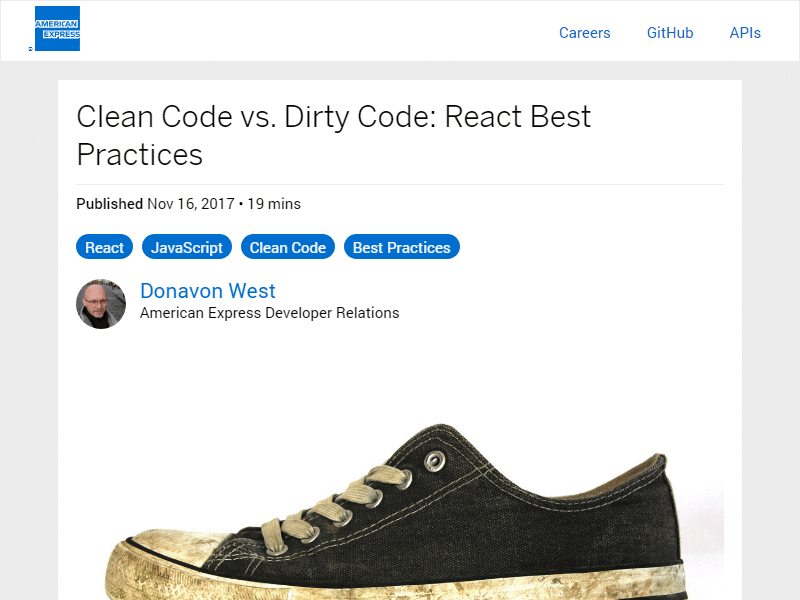 AMERICAN
EXPRESS
Careers
GitHub
APIs
Clean Code vs. Dirty Code: React Best
Practices
Published Nov 16, 2017 • 19 mins
React
JavaScript
Clean Code
Best Practices
Donavon West
American Express Developer Relations